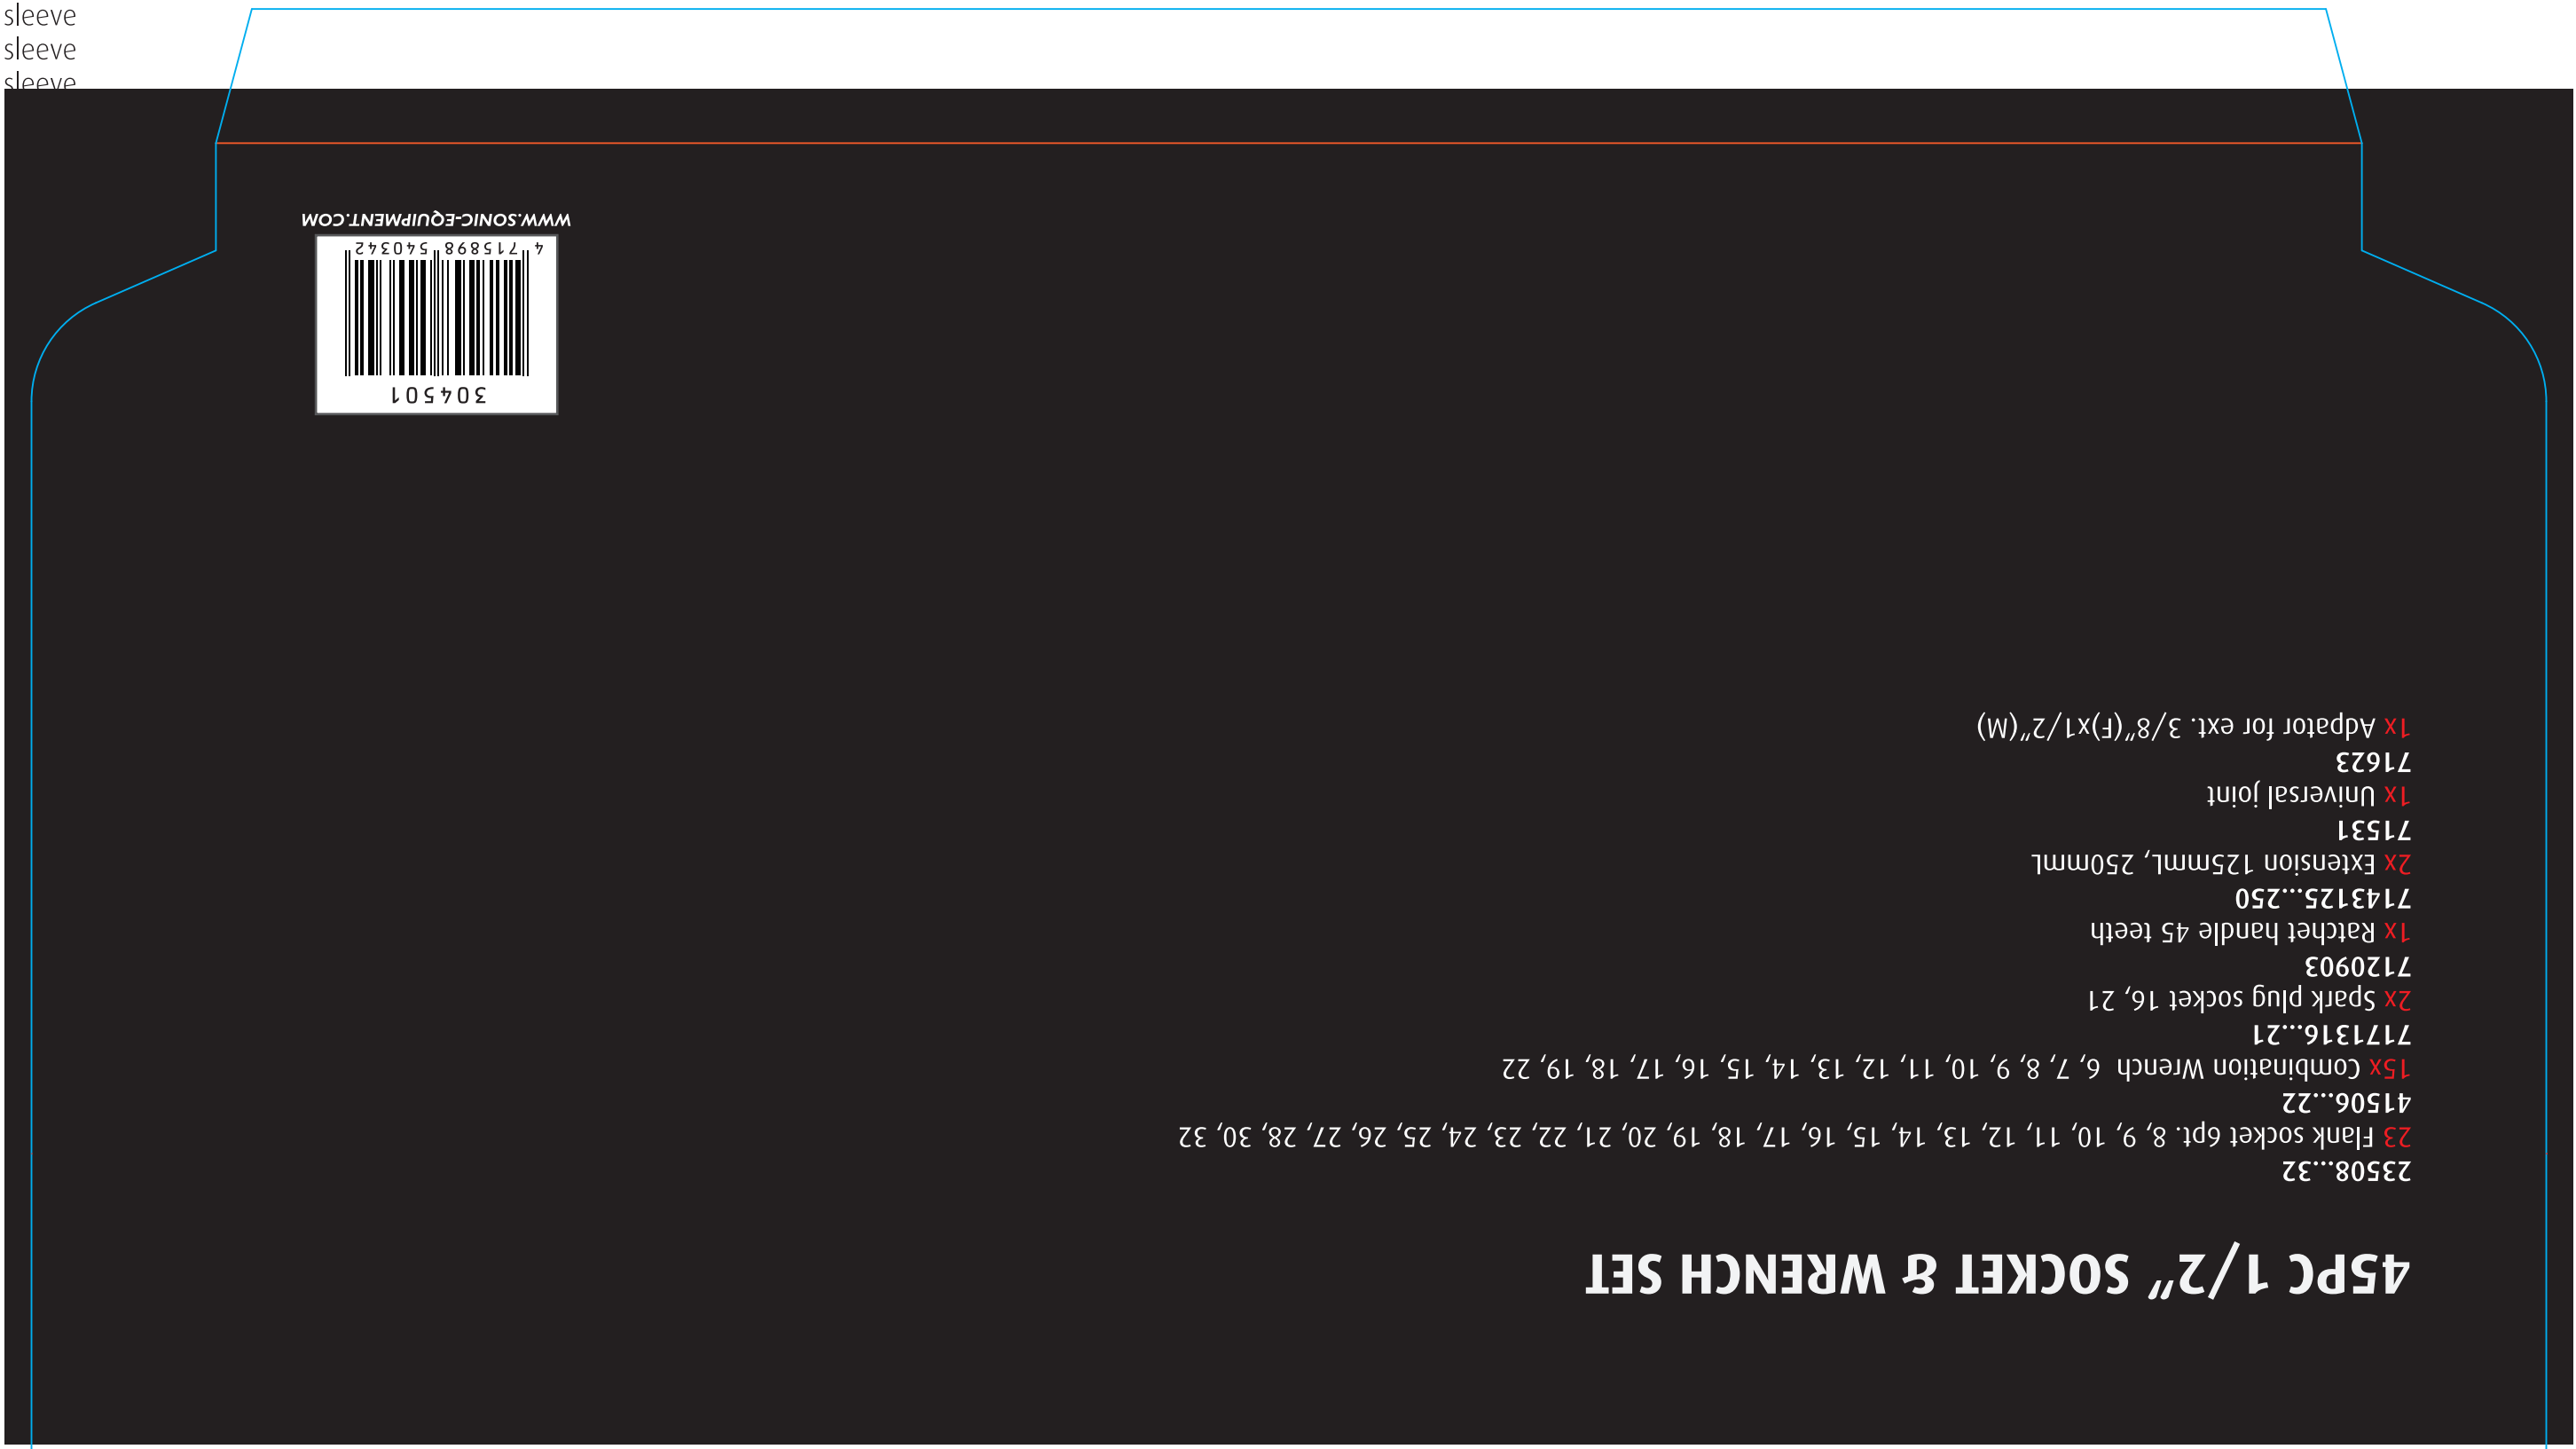 sleeve
sleeve
sleeve
45PC 1/2” SOCKET & WRENCH SET
23508...32
23 Flank socket 6pt. 8, 9, 10, 11, 12, 13, 14, 15, 16, 17, 18, 19, 20, 21, 22, 23, 24, 25, 26, 27, 28, 30, 32
41506...22
15x Combination Wrench 6, 7, 8, 9, 10, 11, 12, 13, 14, 15, 16, 17, 18, 19, 22
7171316...21
2x Spark plug socket 16, 21
7120903
1x Ratchet handle 45 teeth
7143125...250
2x Extension 125mmL, 250mmL
71531
1x Universal joint
71623
1x Adpator for ext. 3/8”(F)x1/2”(M)
304501
4 715898 540342
WWW.SONIC-EQUIPMENT.COM